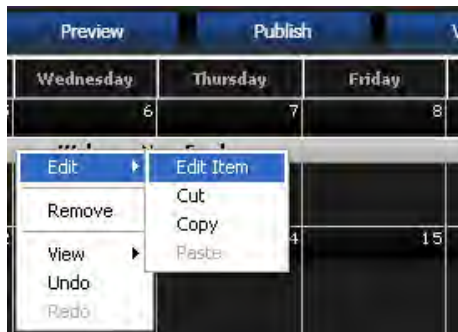 Preview Publish
Wednesday Thursday Friday
6 7 8
Edit Edit Item
Cut
Remove Copy
View Paste
4 15
Undo
Redo